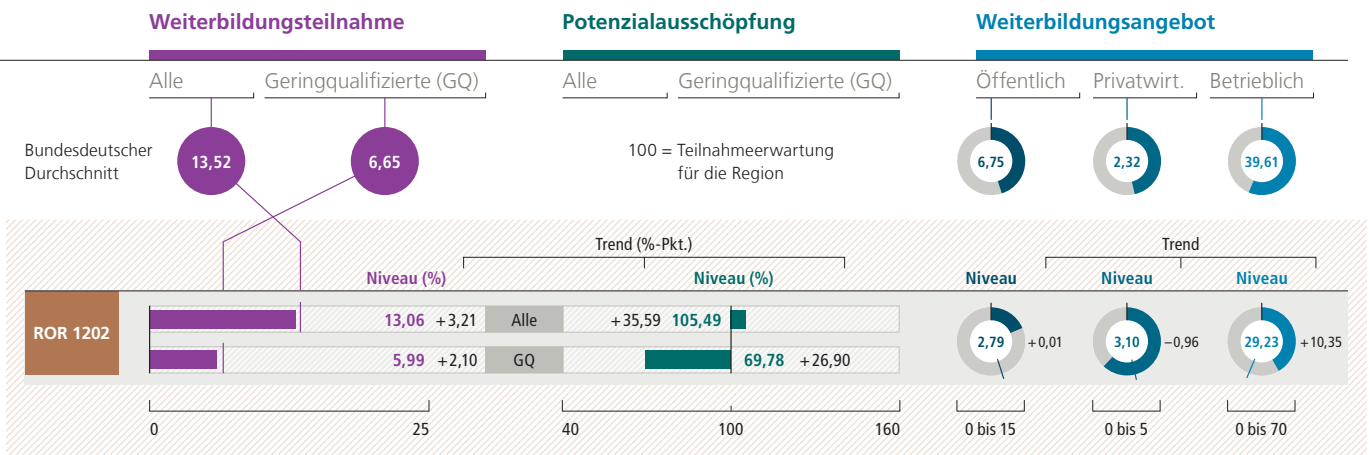 Weiterbildungsteilnahme Potenzialausschöpfung Weiterbildungsangebot
Alle Geringqualifizierte (GQ) Alle Geringqualifizierte (GQ) Öffentlich Privatwirt. Betrieblich
Bundesdeutscher
Durchschnitt
13,52 6,65
100 = Teilnahmeerwartung
für die Region
6,75 2,32 39,61
Trend (%-Pkt.) Trend
Niveau (%) Niveau (%) Niveau Niveau Niveau
ROR 1202
13,06 +3,21 Alle +35,59 105,49
5,99 +2,10 GQ 69,78 +26,90
2,79 +0,01 3,10 –0,96 29,23 +10,35
0 25 40 100 160 0 bis 15 0 bis 5 0 bis 70